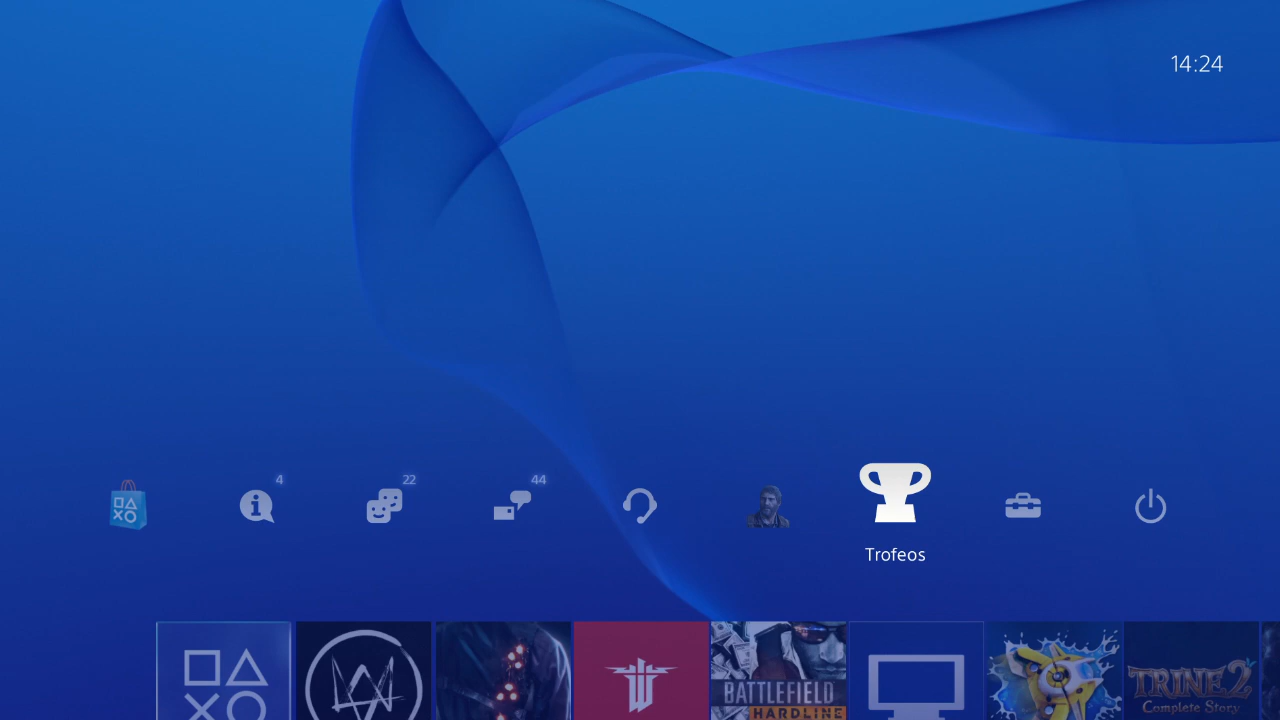 14:24
4
22
44
Trofeos
BATTLEFIELD
HARDLINE
TRINE 2
Complete Story